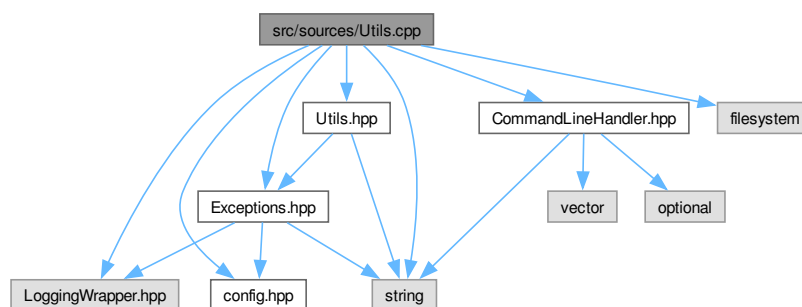 src/sources/Utils.cpp
Utils.hpp
CommandLineHandler.hpp
filesystem
Exceptions.hpp
vector
optional
LoggingWrapper.hpp
config.hpp
string